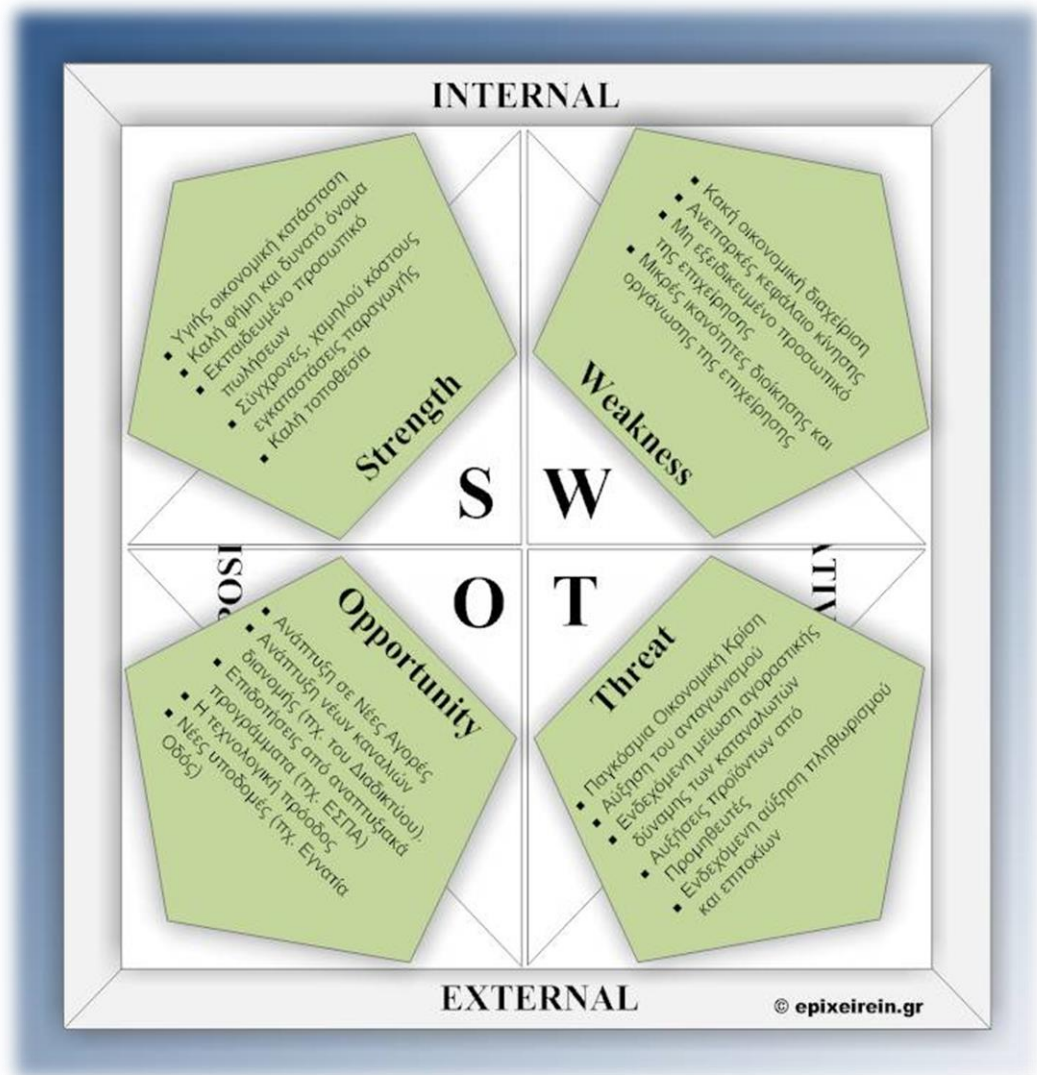 INTERNAL
▪ Υγιής οικονομική κατάσταση
▪ Καλή φήμη και δυνατό όνομα
▪ Εκπαιδευμένο προσωπικό
πωλήσεων
▪ Σύγχρονες, χαμηλού κόστους
εγκαταστάσεις παραγωγής
▪ Καλή τοποθεσία
Strength
S
▪ Κακή οικονομική διαχείριση
▪ Ανεπαρκές κεφάλαιο κίνησης
▪ Μη εξειδικευμένο προσωπικό
της επιχείρησης
▪ Μικρές ικανότητες διοίκησης και
οργάνωσης της επιχείρησης
Weakness
W
POSI
Opportunity
▪ Ανάπτυξη σε Νέες Αγορές
▪ Ανάπτυξη νέων καναλιών
διανομής (πχ. του Διαδικτύου).
▪ Επιδοτήσεις από αναπτυξιακά
προγράμματα (πχ. ΕΣΠΑ)
▪ Η τεχνολογική πρόοδος
▪ Νέες υποδομές (πχ. Εγνατία
Οδός)
O
T
ATIV
Threat
▪ Παγκόσμια Οικονομική Κρίση
▪ Αύξηση του ανταγωνισμού
▪ Ενδεχόμενη μείωση αγοραστικής
δύναμης των καταναλωτών
▪ Αυξήσεις προϊόντων από
Προμηθευτές
▪ Ενδεχόμενη αύξηση πληθωρισμού
και επιτοκίων
EXTERNAL
© epixeirein.gr